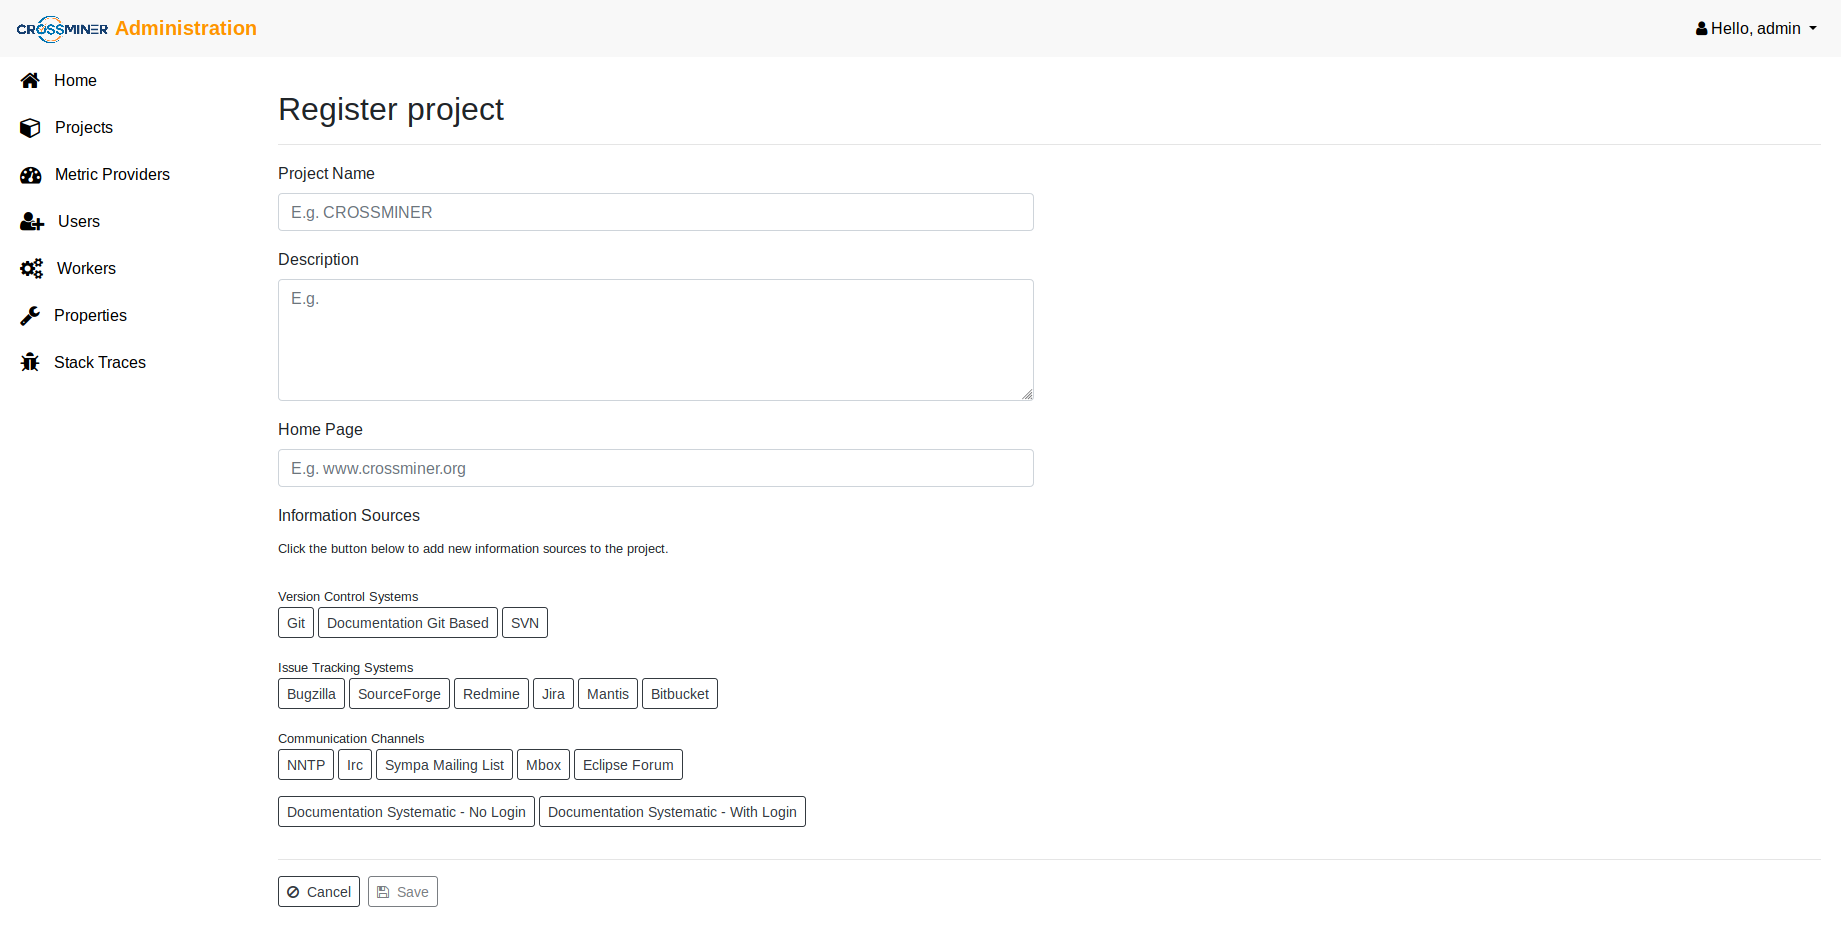 CROSSMINER Administration
Hello, admin
Home
Projects
Metric Providers
Users
Workers
Properties
Stack Traces
Register project
Project Name
E.g. CROSSMINER
Description
E.g.
Home Page
E.g. www.crossminer.org
Information Sources
Click the button below to add new information sources to the project.
Version Control Systems
Git Documentation Git Based SVN
Issue Tracking Systems
Bugzilla SourceForge Redmine Jira Mantis Bitbucket
Communication Channels
NNTP Irc Sympa Mailing List Mbox Eclipse Forum
Documentation Systematic - No Login Documentation Systematic - With Login
Cancel Save